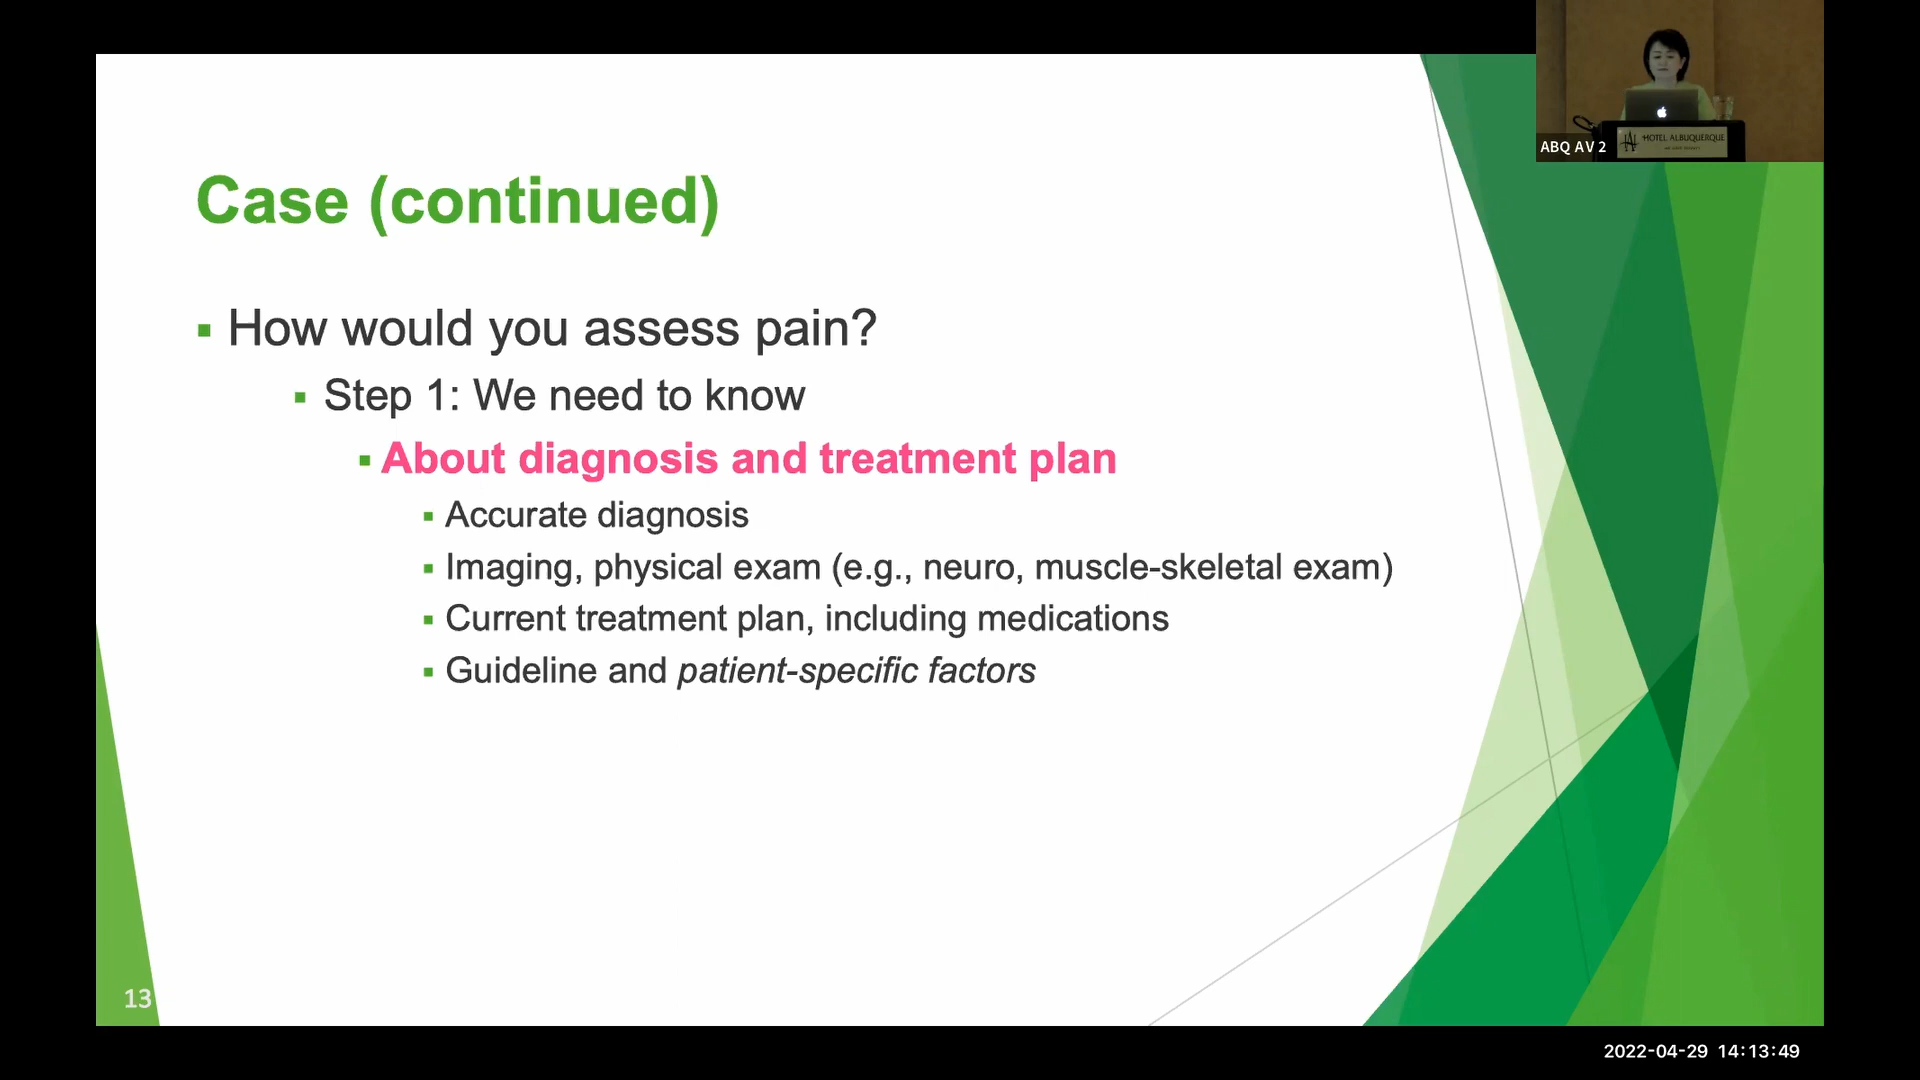 ABQ AV 2
HOTEL ALBUQUERQUE
Case (continued)
How would you assess pain?
Step 1: We need to know
About diagnosis and treatment plan
Accurate diagnosis
Imaging, physical exam (e.g., neuro, muscle-skeletal exam)
Current treatment plan, including medications
Guideline and patient-specific factors
13
2022-04-29 14:13:49